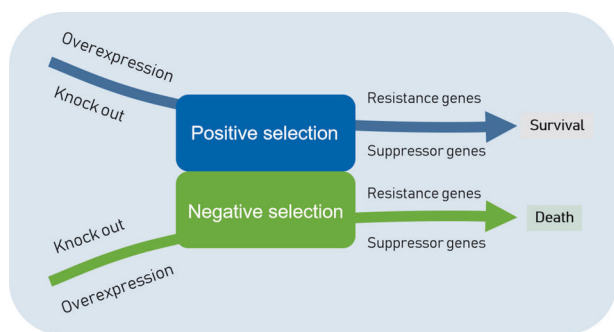 Overexpression
Knock out
Positive selection
Resistance genes
Suppressor genes
Survival
Negative selection
Resistance genes
Suppressor genes
Death
Knock out
Overexpression